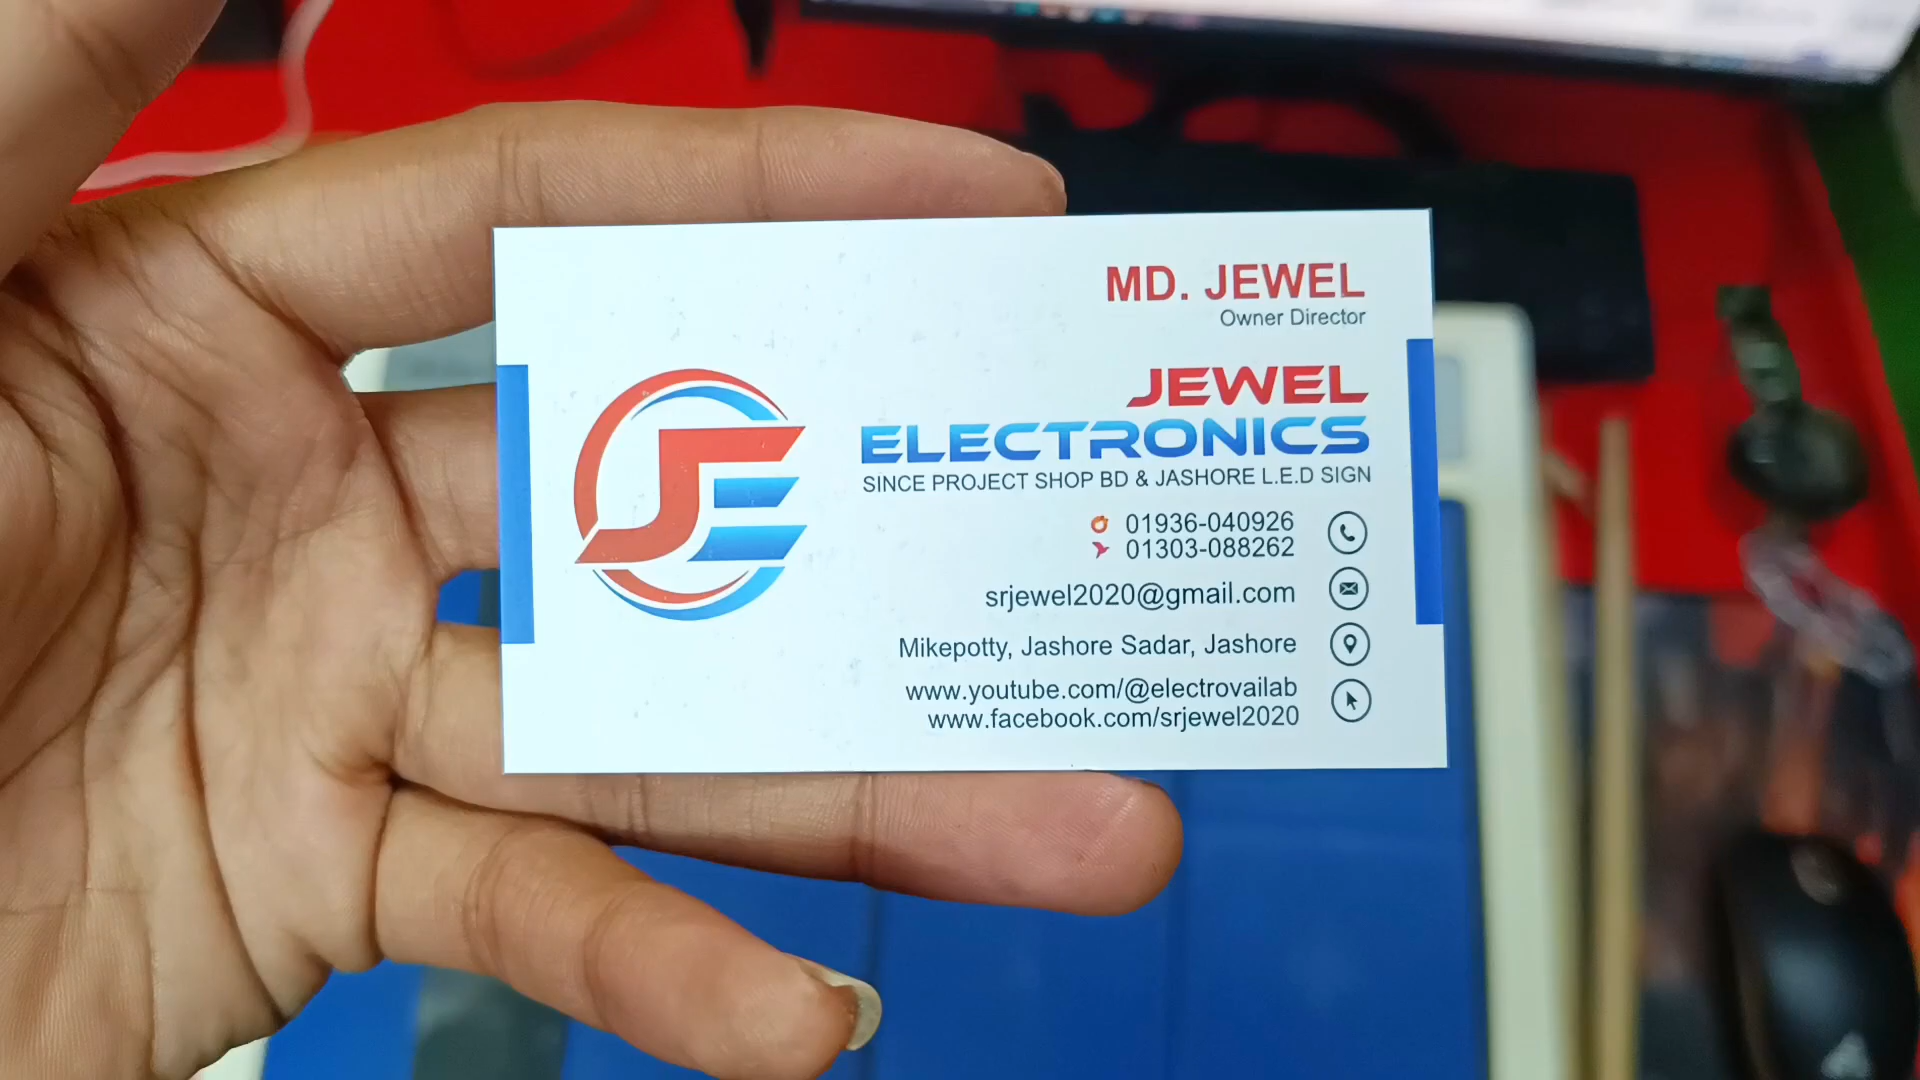 MD. JEWEL
Owner Director
JE
JEWEL
ELECTRONICS
SINCE PROJECT SHOP BD & JASHORE L.E.D SIGN
01936-040926
01303-088262
srjewel2020@gmail.com
Mikepotty, Jashore Sadar, Jashore
www.youtube.com/@electrovailab
www.facebook.com/srjewel2020